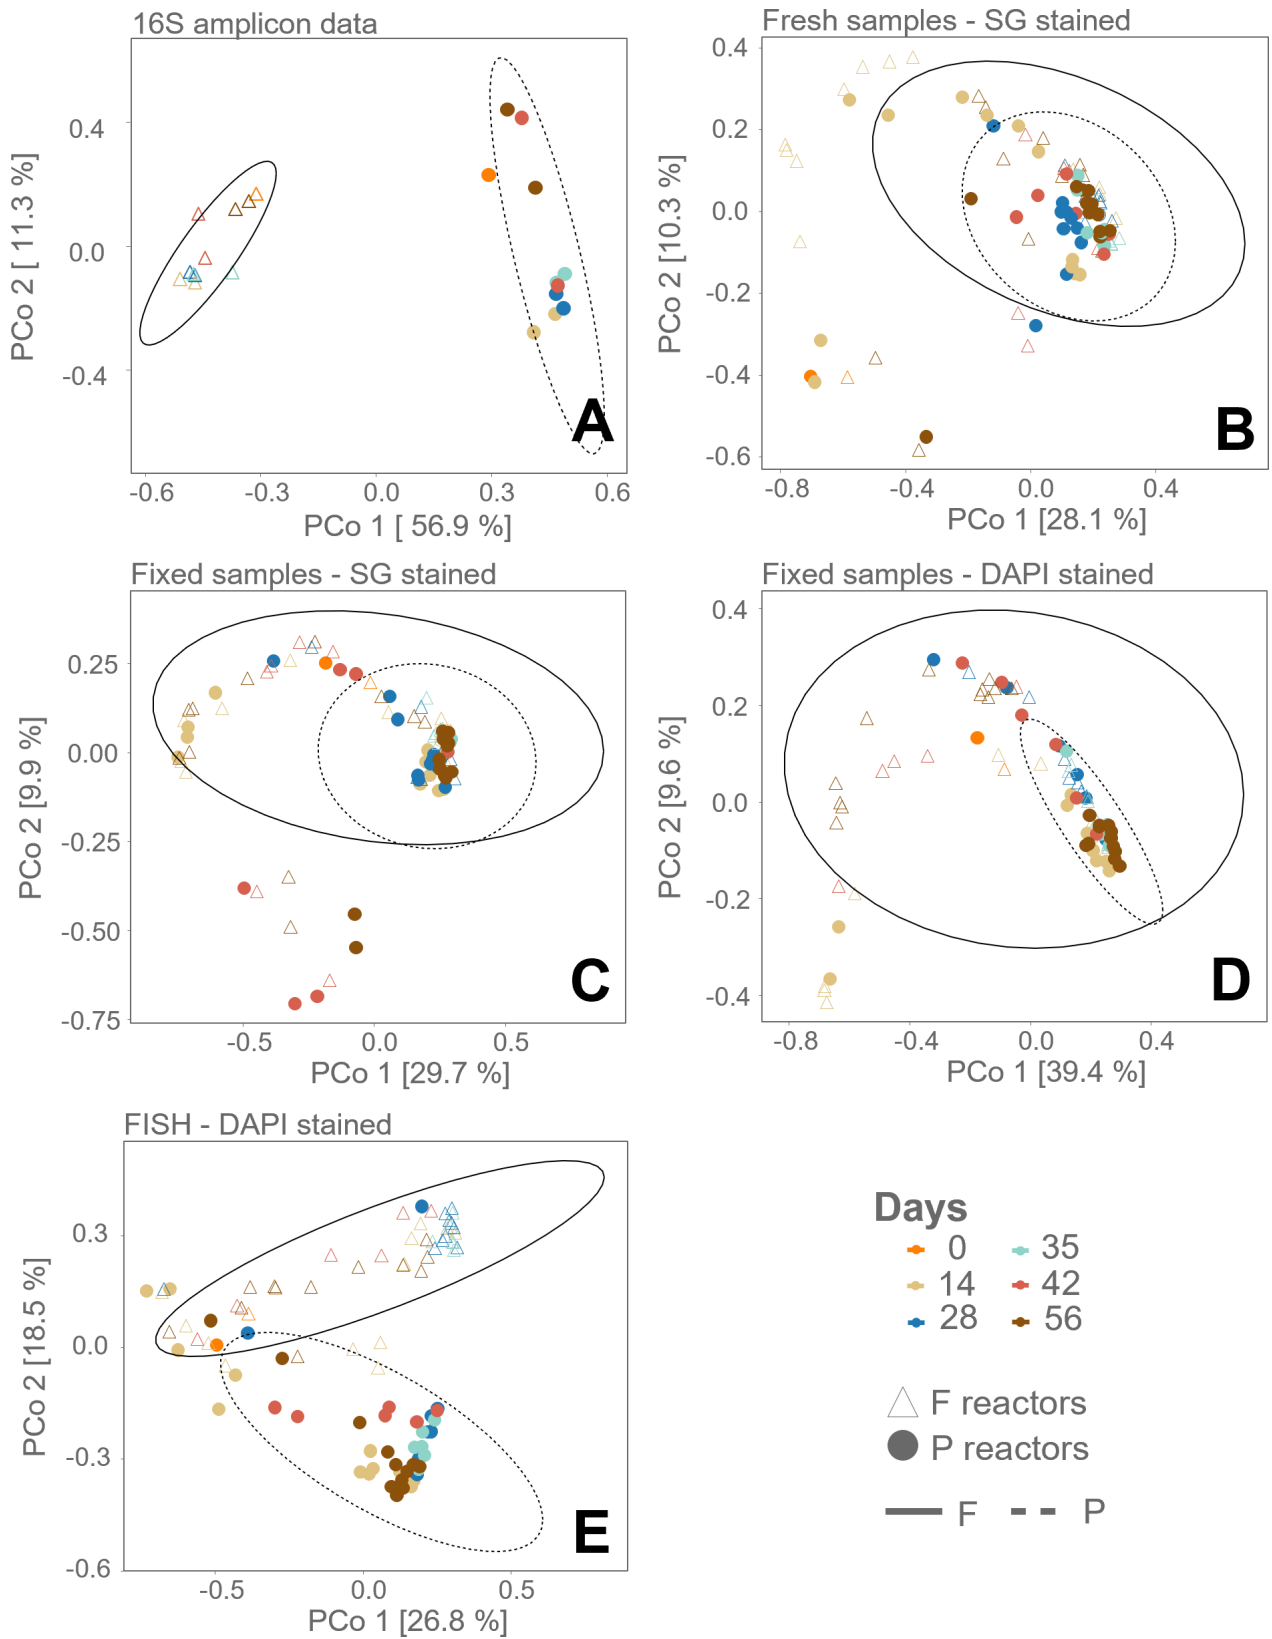 16S amplicon data
0.4
0.0
-0.4
PCo 2 [ 11.3 %]
-0.6
-0.3
0.0
0.3
0.6
PCo 1 [ 56.9 %]
A
Fresh samples - SG stained
0.4
0.2
0.0
-0.2
-0.4
-0.6
PCo 2 [10.3 %]
-0.8
-0.4
0.0
0.4
PCo 1 [28.1 %]
B
Fixed samples - SG stained
0.25
0.00
-0.25
-0.50
-0.75
PCo 2 [9.9 %]
-0.5
0.0
0.5
PCo 1 [29.7 %]
C
Fixed samples - DAPI stained
0.4
0.2
0.0
-0.2
-0.4
PCo 2 [9.6 %]
-0.8
-0.4
0.0
0.4
PCo 1 [39.4 %]
D
FISH - DAPI stained
0.3
0.0
-0.3
-0.6
PCo 2 [18.5 %]
-0.5
0.0
0.5
PCo 1 [26.8 %]
E
Days
0 35
14 42
28 56
F reactors
P reactors
F P